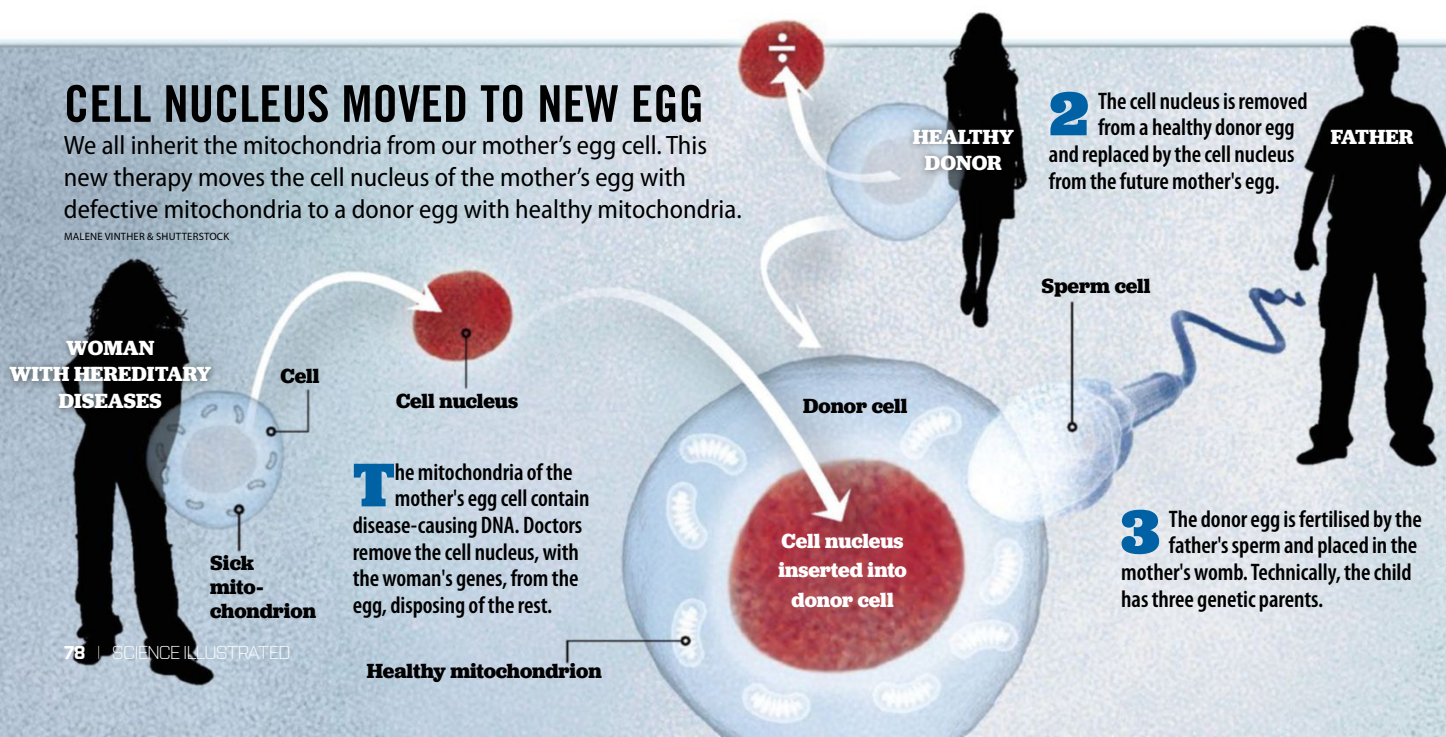 CELL NUCLEUS MOVED TO NEW EGG
We all inherit the mitochondria from our mother's egg cell. This
new therapy moves the cell nucleus of the mother's egg with
defective mitochondria to a donor egg with healthy mitochondria.
MALENE VINTHER & SHUTTERSTOCK
÷
HEALTHY
DONOR
2 The cell nucleus is removed
from a healthy donor egg
and replaced by the cell nucleus
from the future mother's egg.
FATHER
WOMAN
WITH HEREDITARY
DISEASES
Cell
Cell nucleus
Sick
mito-
chondrion
The mitochondria of the
mother's egg cell contain
disease-causing DNA. Doctors
remove the cell nucleus, with
the woman's genes, from the
egg, disposing of the rest.
Healthy mitochondrion
Donor cell
Sperm cell
Cell nucleus
inserted into
donor cell
3 The donor egg is fertilised by the
father's sperm and placed in the
mother's womb. Technically, the child
has three genetic parents.
78 | SCIENCE ILLUSTRATED